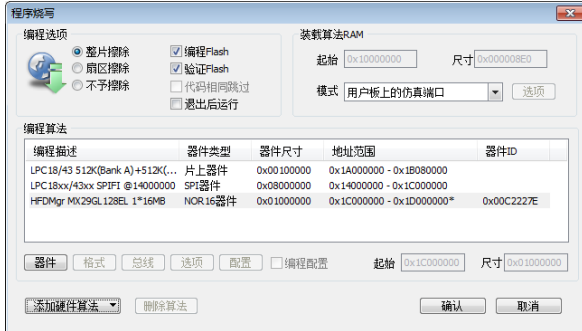 程序烧写
编程选项
整片擦除
扇区擦除
不予擦除
编程Flash
验证Flash
代码相同跳过
退出后运行
装载算法RAM
起始 0x10000000 尺寸 0x000008E0
模式 用户板上的仿真端口 选项
编程算法
编程描述 器件类型 器件尺寸 地址范围 器件ID
LPC18/43 512K(Bank A)+512K(... 片上器件 0x00100000 0x1A000000 - 0x1B080000
LPC18xx/43xx SPIFI @14000000 SPI器件 0x08000000 0x14000000 - 0x1C000000
HFDMgr MX29GL128EL 1*16MB NOR16器件 0x01000000 0x1C000000 - 0x1D000000* 0x00C2227E
器件 格式 总线 选项 配置 编程配置 起始 0x1C000000 尺寸 0x01000000
添加硬件算法 删除算法 确认 取消